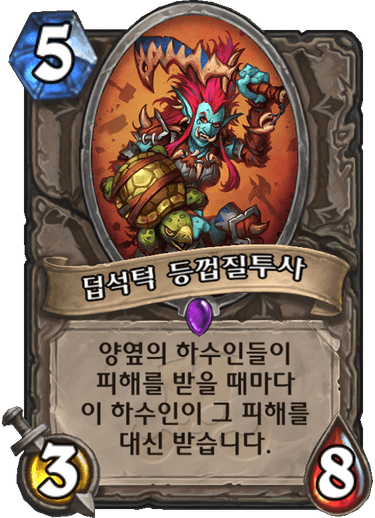 5
덥석턱 등껍질투사
양옆의 하수인들이
피해를 받을 때마다
이 하수인이 그 피해를
대신 받습니다.
3
8